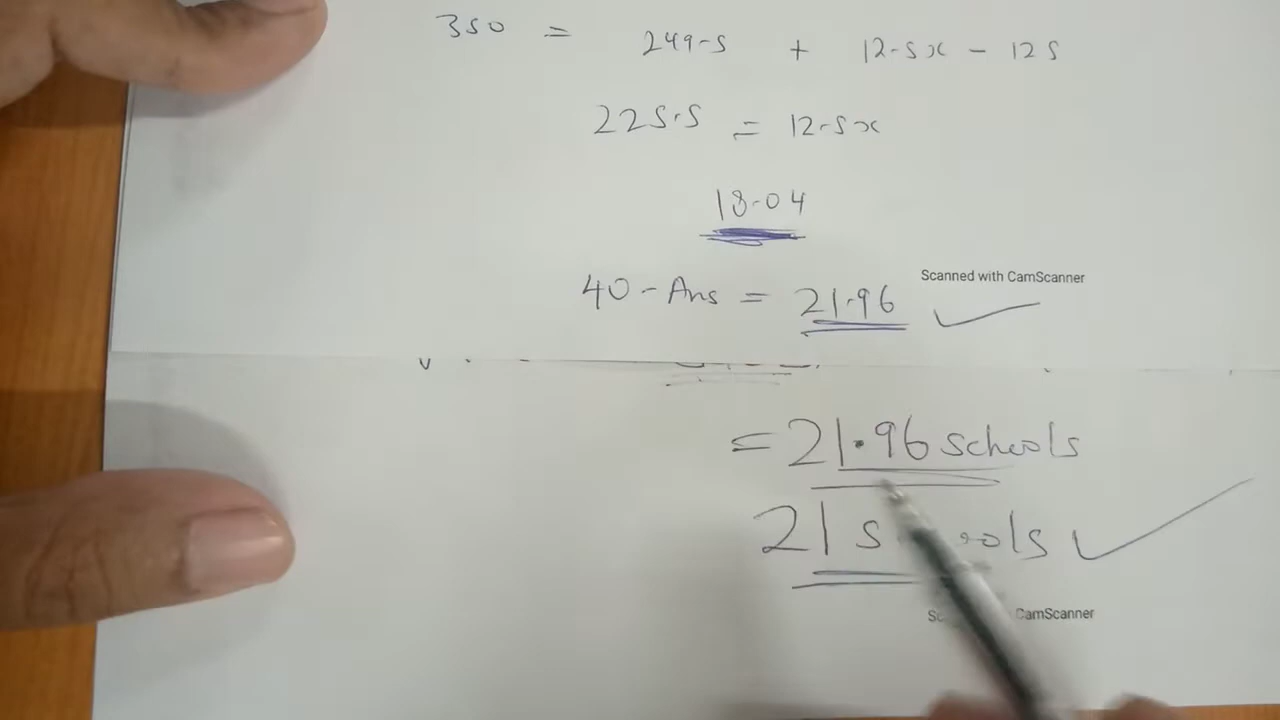 350 = 249.5 + 12.5x - 125
225.5 = 12.5x
18.04
Scanned with CamScanner
40 - Ans = 21.96
= 21.96 schools
21 schools
CamScanner